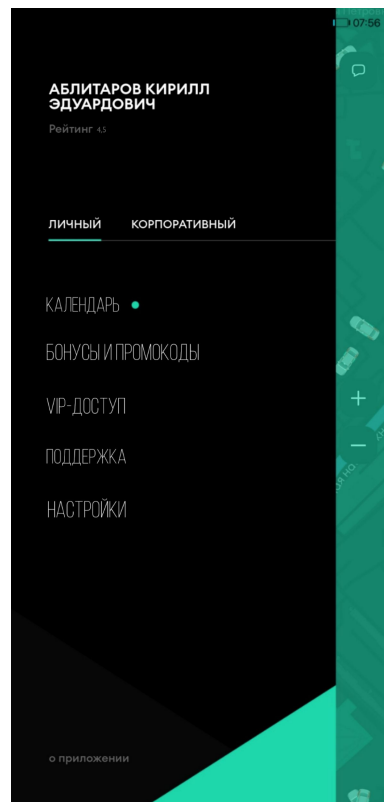 07:56
АБЛИТАРОВ КИРИЛЛ
ЭДУАРДОВИЧ
Рейтинг 4,5
ЛИЧНЫЙ КОРПОРАТИВНЫЙ
КАЛЕНДАРЬ
БОНУСЫ И ПРОМОКОДЫ
VIP-ДОСТУП
ПОДДЕРЖКА
НАСТРОЙКИ
о приложении